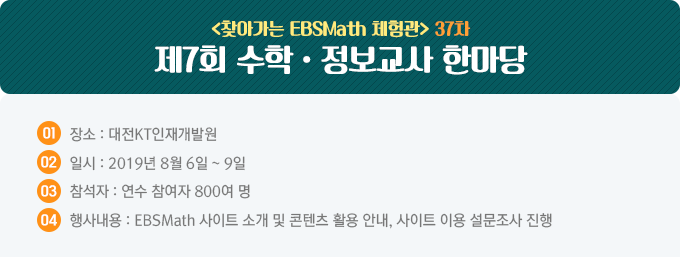 <찾아가는 EBSMath 체험관> 37차
제7회 수학·정보교사 한마당
01 장소 : 대전KT인재개발원
02 일시 : 2019년 8월 6일 ~ 9일
03 참석자 : 연수 참여자 800여 명
04 행사내용 : EBSMath 사이트 소개 및 콘텐츠 활용 안내, 사이트 이용 설문조사 진행